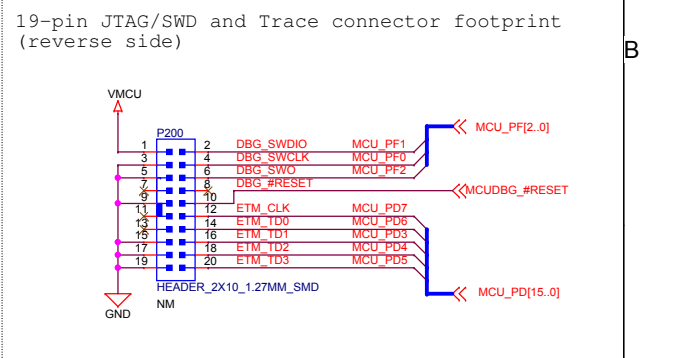 19-pin JTAG/SWD and Trace connector footprint
(reverse side)
B
VMCU
P200
MCU_PF[2..0]
1 2 DBG_SWDIO MCU_PF1
3 4 DBG_SWCLK MCU_PF0
5 6 DBG_SWO MCU_PF2
7 8 DBG_#RESET
9 10 MCUDBG_#RESET
11 12 ETM_CLK MCU_PD7
13 14 ETM_TD0 MCU_PD6
15 16 ETM_TD1 MCU_PD3
17 18 ETM_TD2 MCU_PD4
19 20 ETM_TD3 MCU_PD5
HEADER_2X10_1.27MM_SMD
MCU_PD[15..0]
NM
GND